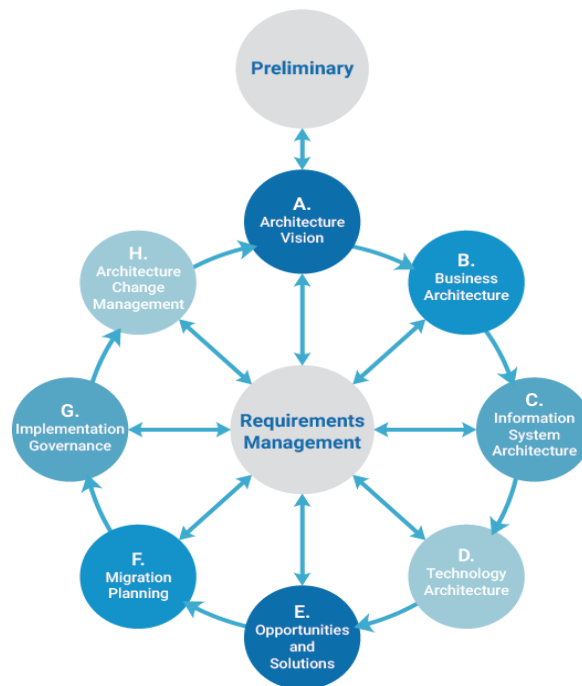 Preliminary
A.
Architecture
Vision
B.
Business
Architecture
C.
Information
System
Architecture
D.
Technology
Architecture
E.
Opportunities
and
Solutions
F.
Migration
Planning
G.
Implementation
Governance
H.
Architecture
Change
Management
Requirements
Management